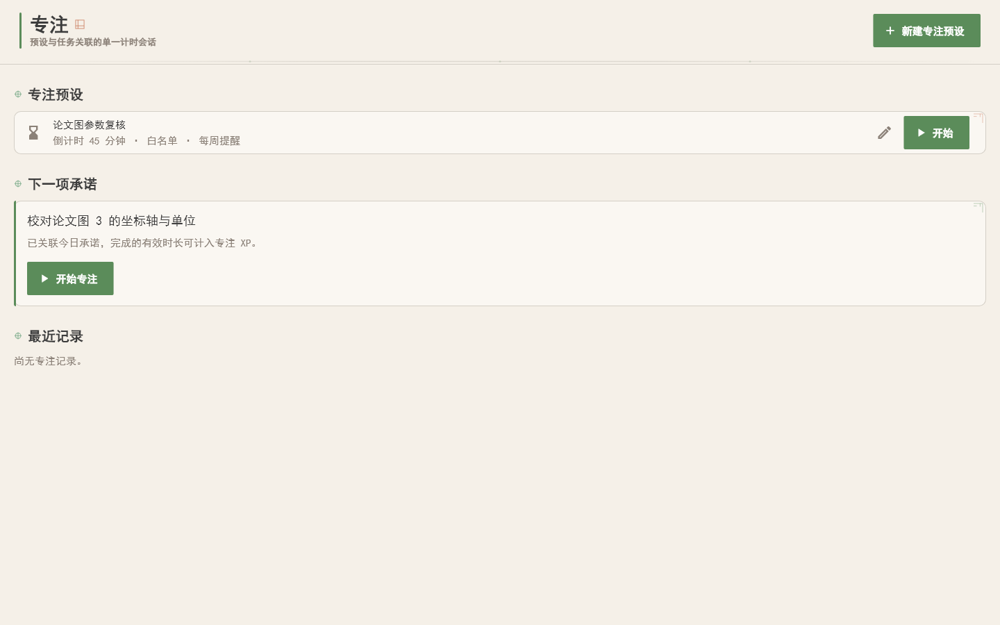 专注
预设与任务关联的单一计时会话
新建专注预设
专注预设
论文图参数复核
倒计时 45 分钟 · 白名单 · 每周提醒
开始
下一项承诺
校对论文图 3 的坐标轴与单位
已关联今日承诺，完成的有效时长可计入专注 XP。
开始专注
最近记录
尚无专注记录。